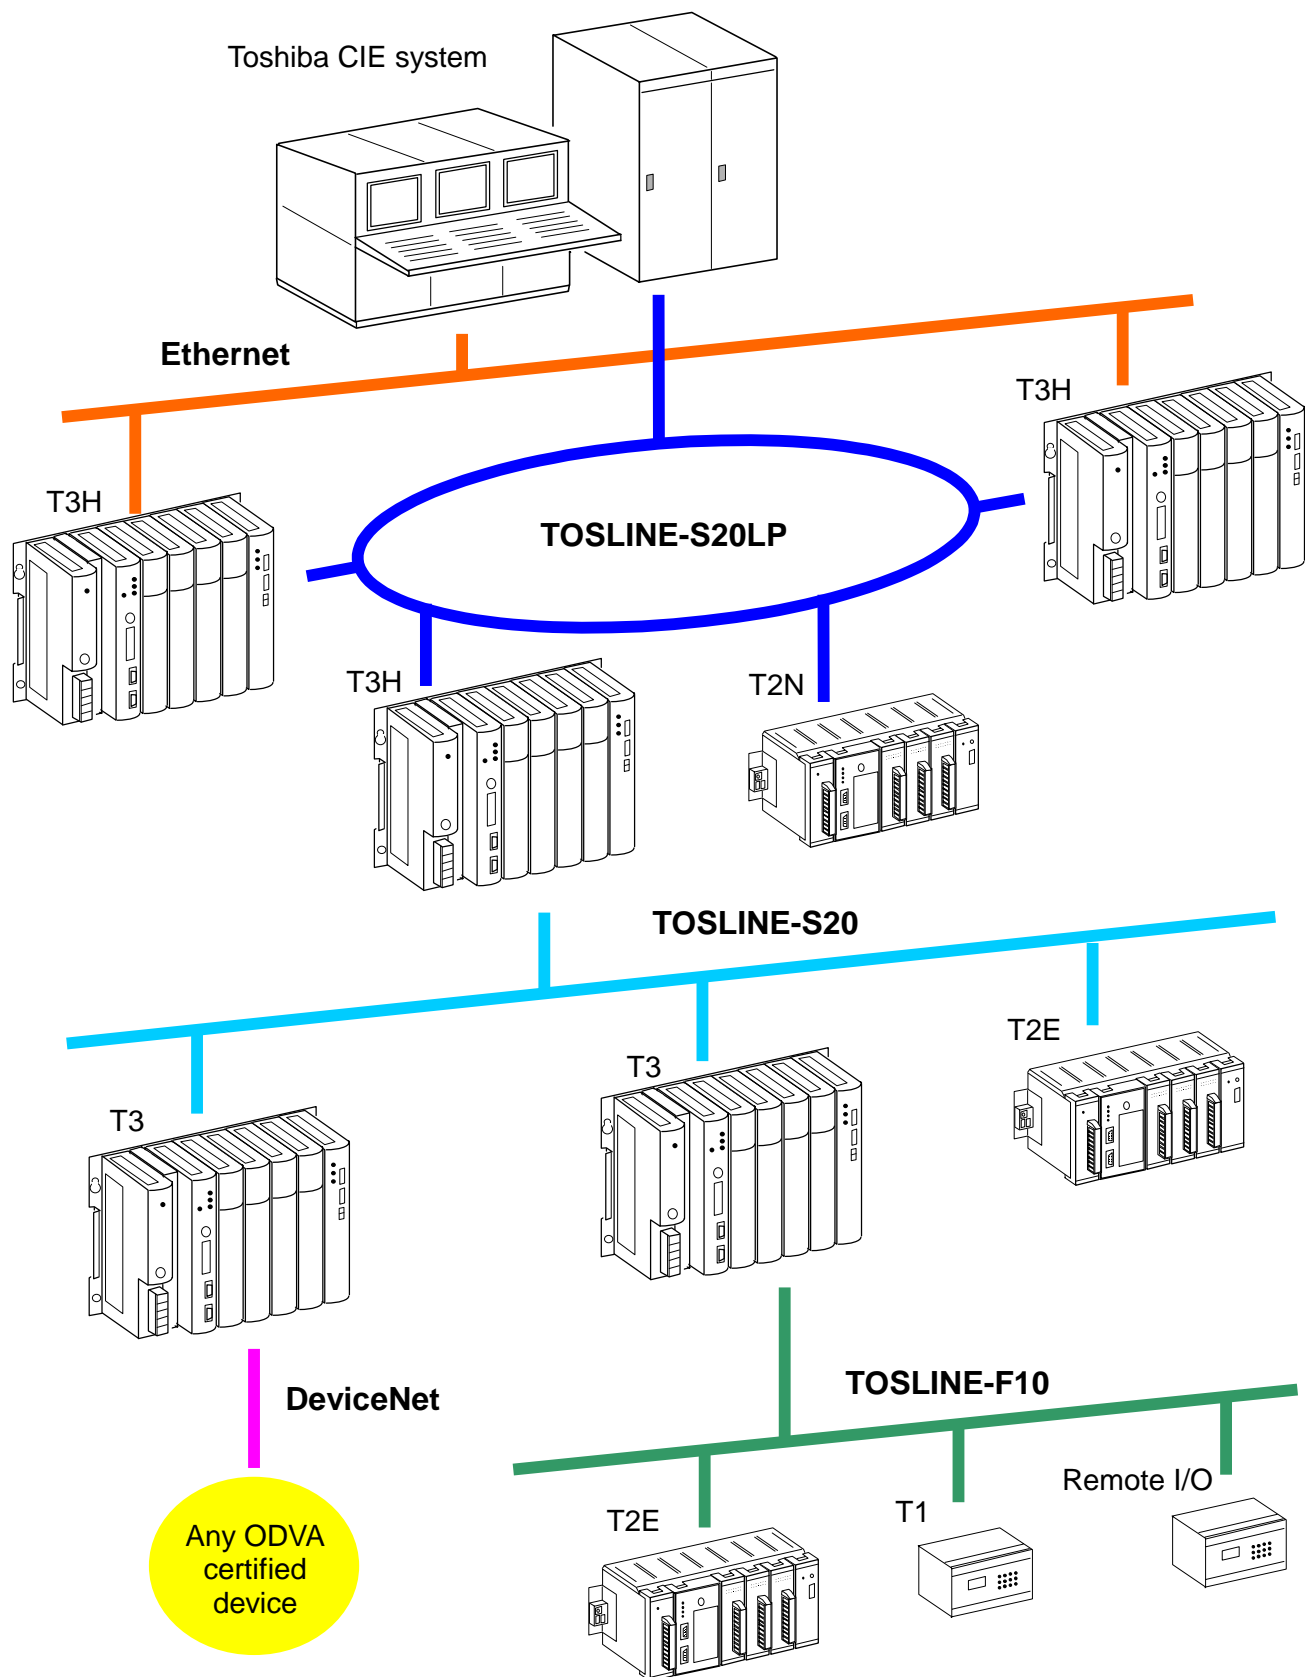 Toshiba CIE system
Ethernet
T3H
T3H
TOSLINE-S20LP
T3H
T2N
TOSLINE-S20
T2E
T3
T3
DeviceNet
TOSLINE-F10
Remote I/O
T1
T2E
Any ODVA
certified
device